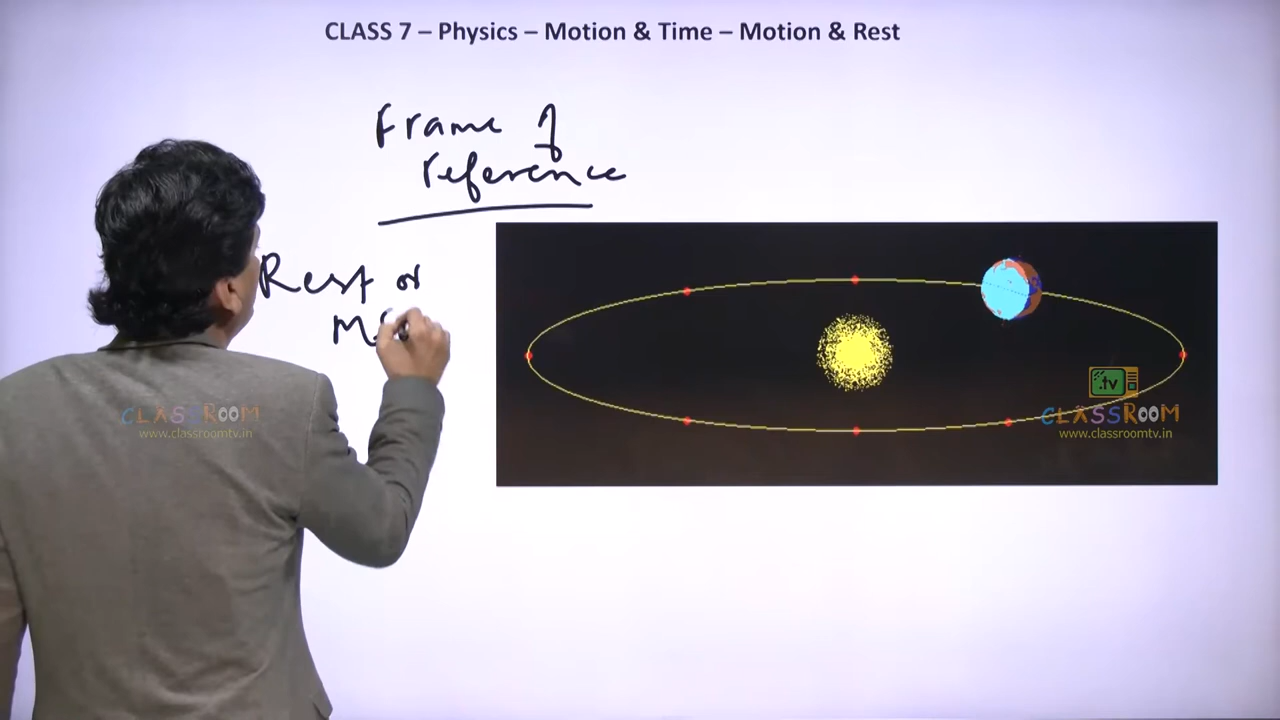 CLASS 7 – Physics – Motion & Time – Motion & Rest
Frame of
reference
Rest or
.tv
CLASSROOM
www.classroomtv.in
CLASSROOM
www.classroomtv.in